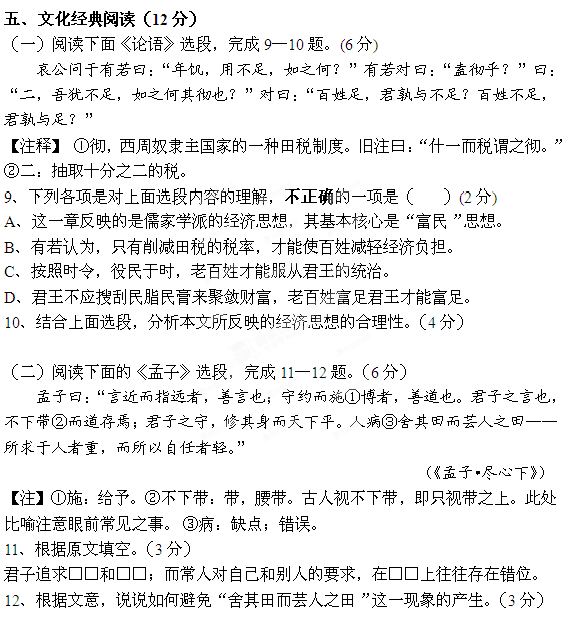 五、文化经典阅读（12分）
（一）阅读下面《论语》选段，完成9—10题。(6分)
哀公问于有若曰：“年饥，用不足，如之何？”有若对曰：“盍彻乎？”曰：
“二，吾犹不足，如之何其彻也？”对曰：“百姓足，君孰与不足？百姓不足，
君孰与足？”
【注释】 ①彻，西周奴隶主国家的一种田税制度。旧注曰：“什一而税谓之彻。”
②二：抽取十分之二的税。
9、下列各项是对上面选段内容的理解，不正确的一项是（　　）(2分)
A、这一章反映的是儒家学派的经济思想，其基本核心是“富民”思想。
B、有若认为，只有削减田税的税率，才能使百姓减轻经济负担。
C、按照时令，役民于时，老百姓才能服从君王的统治。
D、君王不应搜刮民脂民膏来聚敛财富，老百姓富足君王才能富足。
10、结合上面选段，分析本文所反映的经济思想的合理性。（4分）
（二）阅读下面的《孟子》选段，完成11—12题。（6分）
孟子曰：“言近而指远者，善言也；守约而施①博者，善道也。君子之言也，
不下带②而道存焉；君子之守，修其身而天下平。人病③舍其田而芸人之田——
所求于人者重，而所以自任者轻。”
（《孟子•尽心下》）
【注】①施：给予。②不下带：带，腰带。古人视不下带，即只视带之上。此处
比喻注意眼前常见之事。 ③病：缺点；错误。
11、根据原文填空。（3分）
君子追求□□和□□；而常人对自己和别人的要求，在□□上往往存在错位。
12、根据文意，说说如何避免“舍其田而芸人之田”这一现象的产生。（3分）